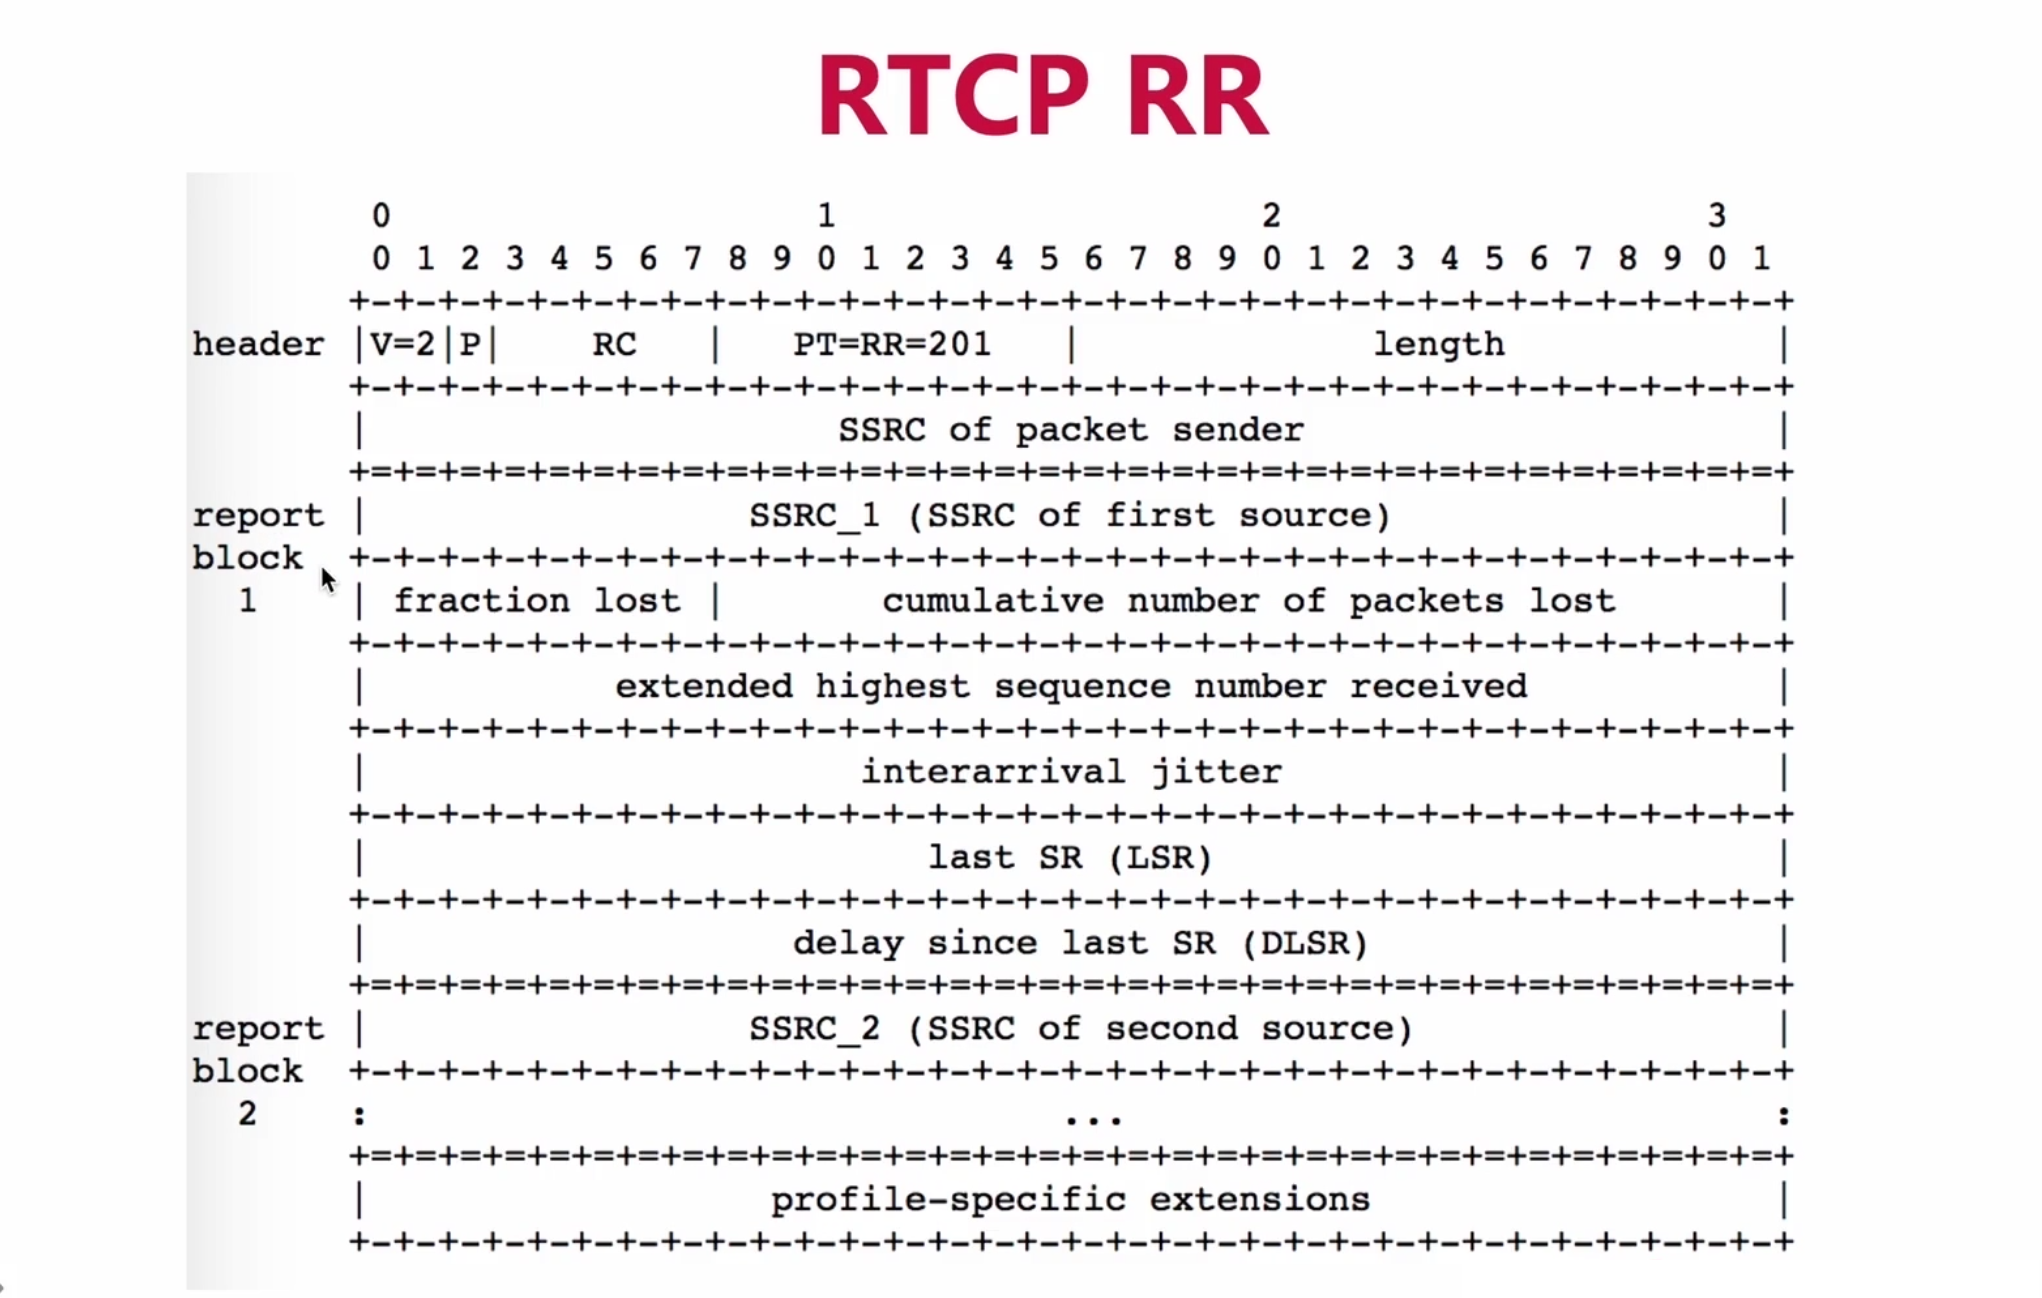 RTCP RR
0 1 2 3
0 1 2 3 4 5 6 7 8 9 0 1 2 3 4 5 6 7 8 9 0 1 2 3 4 5 6 7 8 9 0 1
+-+-+-+-+-+-+-+-+-+-+-+-+-+-+-+-+-+-+-+-+-+-+-+-+-+-+-+-+-+-+-+-+
header |V=2|P| RC | PT=RR=201 | length |
+-+-+-+-+-+-+-+-+-+-+-+-+-+-+-+-+-+-+-+-+-+-+-+-+-+-+-+-+-+-+-+-+
| SSRC of packet sender |
+=+=+=+=+=+=+=+=+=+=+=+=+=+=+=+=+=+=+=+=+=+=+=+=+=+=+=+=+=+=+=+=+
report | SSRC_1 (SSRC of first source) |
block +-+-+-+-+-+-+-+-+-+-+-+-+-+-+-+-+-+-+-+-+-+-+-+-+-+-+-+-+-+-+-+-+
1 | fraction lost | cumulative number of packets lost |
+-+-+-+-+-+-+-+-+-+-+-+-+-+-+-+-+-+-+-+-+-+-+-+-+-+-+-+-+-+-+-+-+
| extended highest sequence number received |
+-+-+-+-+-+-+-+-+-+-+-+-+-+-+-+-+-+-+-+-+-+-+-+-+-+-+-+-+-+-+-+-+
| interarrival jitter |
+-+-+-+-+-+-+-+-+-+-+-+-+-+-+-+-+-+-+-+-+-+-+-+-+-+-+-+-+-+-+-+-+
| last SR (LSR) |
+-+-+-+-+-+-+-+-+-+-+-+-+-+-+-+-+-+-+-+-+-+-+-+-+-+-+-+-+-+-+-+-+
| delay since last SR (DLSR) |
+=+=+=+=+=+=+=+=+=+=+=+=+=+=+=+=+=+=+=+=+=+=+=+=+=+=+=+=+=+=+=+=+
report | SSRC_2 (SSRC of second source) |
block +-+-+-+-+-+-+-+-+-+-+-+-+-+-+-+-+-+-+-+-+-+-+-+-+-+-+-+-+-+-+-+-+
2 : ... :
+=+=+=+=+=+=+=+=+=+=+=+=+=+=+=+=+=+=+=+=+=+=+=+=+=+=+=+=+=+=+=+=+
| profile-specific extensions |
+-+-+-+-+-+-+-+-+-+-+-+-+-+-+-+-+-+-+-+-+-+-+-+-+-+-+-+-+-+-+-+-+